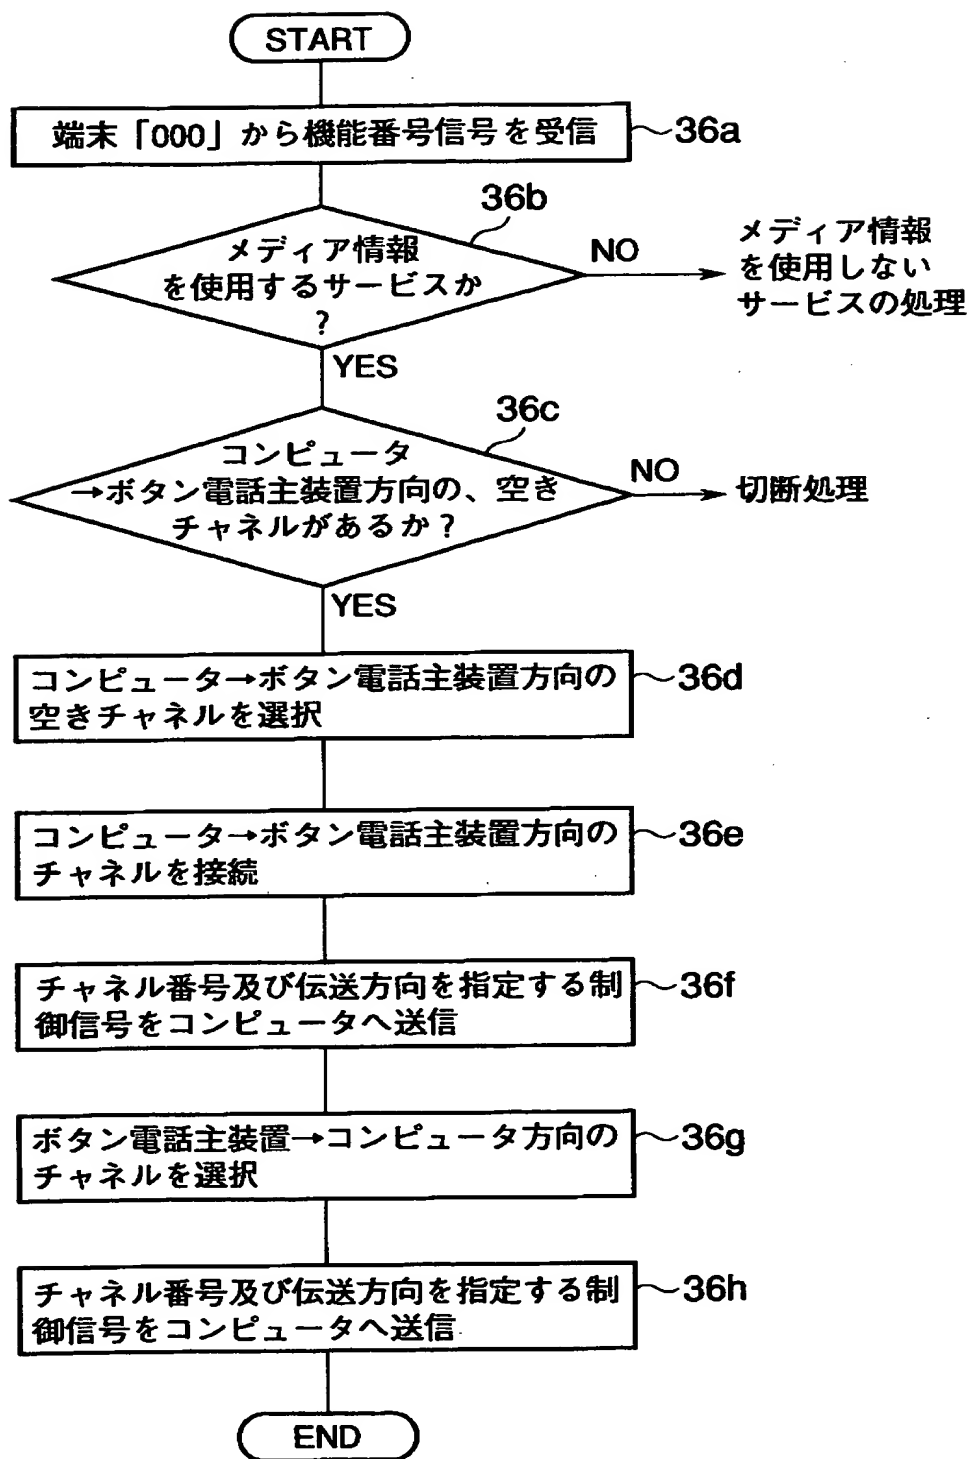 START
端末「000」から機能番号信号を受信
36a
36b
メディア情報
を使用するサービスか
?
NO
メディア情報
を使用しない
サービスの処理
YES
36c
コンピュータ
→ボタン電話主装置方向の、空き
チャネルがあるか?
NO
切断処理
YES
コンピュータ→ボタン電話主装置方向の
空きチャネルを選択
36d
コンピュータ→ボタン電話主装置方向の
チャネルを接続
36e
チャネル番号及び伝送方向を指定する制
御信号をコンピュータへ送信
36f
ボタン電話主装置→コンピュータ方向の
チャネルを選択
36g
チャネル番号及び伝送方向を指定する制
御信号をコンピュータへ送信
36h
END